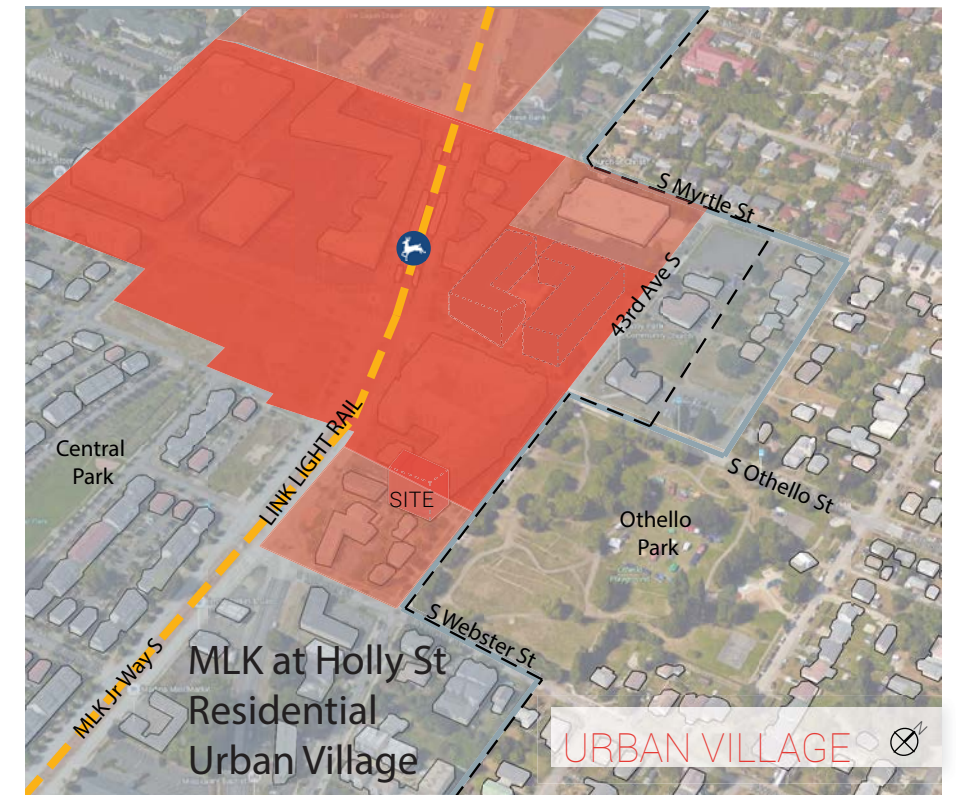 S Myrtle St
43rd Ave S
LINK LIGHT RAIL
Central
Park
SITE
S Othello St
Othello
Park
S Webster St
MLK Jr Way S
MLK at Holly St
Residential
Urban Village
URBAN VILLAGE